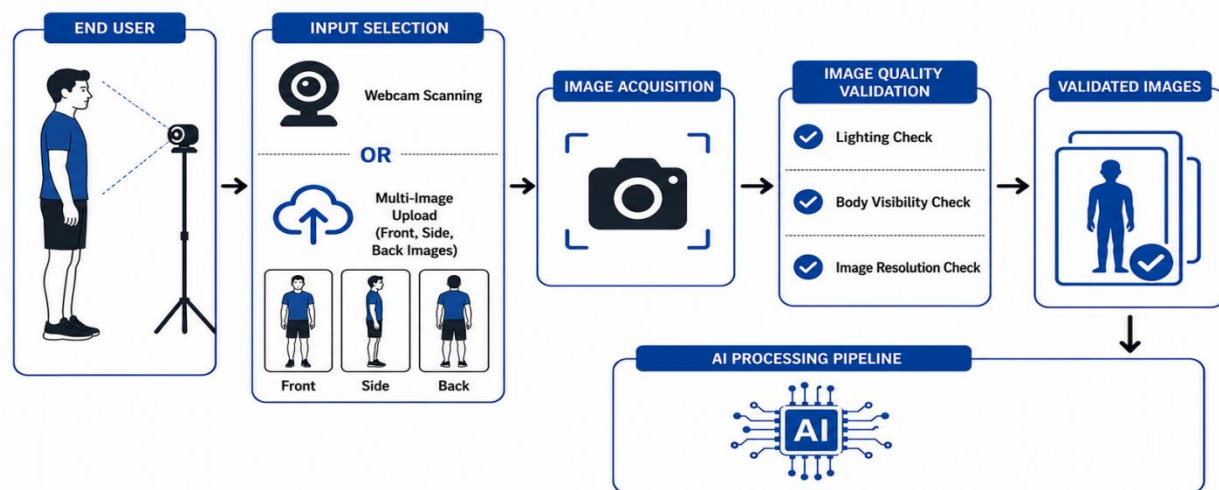 END USER
INPUT SELECTION
Webcam Scanning
OR
Multi-Image
Upload
(Front, Side,
Back Images)
Front
Side
Back
IMAGE ACQUISITION
IMAGE QUALITY
VALIDATION
Lighting Check
Body Visibility Check
Image Resolution Check
VALIDATED IMAGES
AI PROCESSING PIPELINE
AI